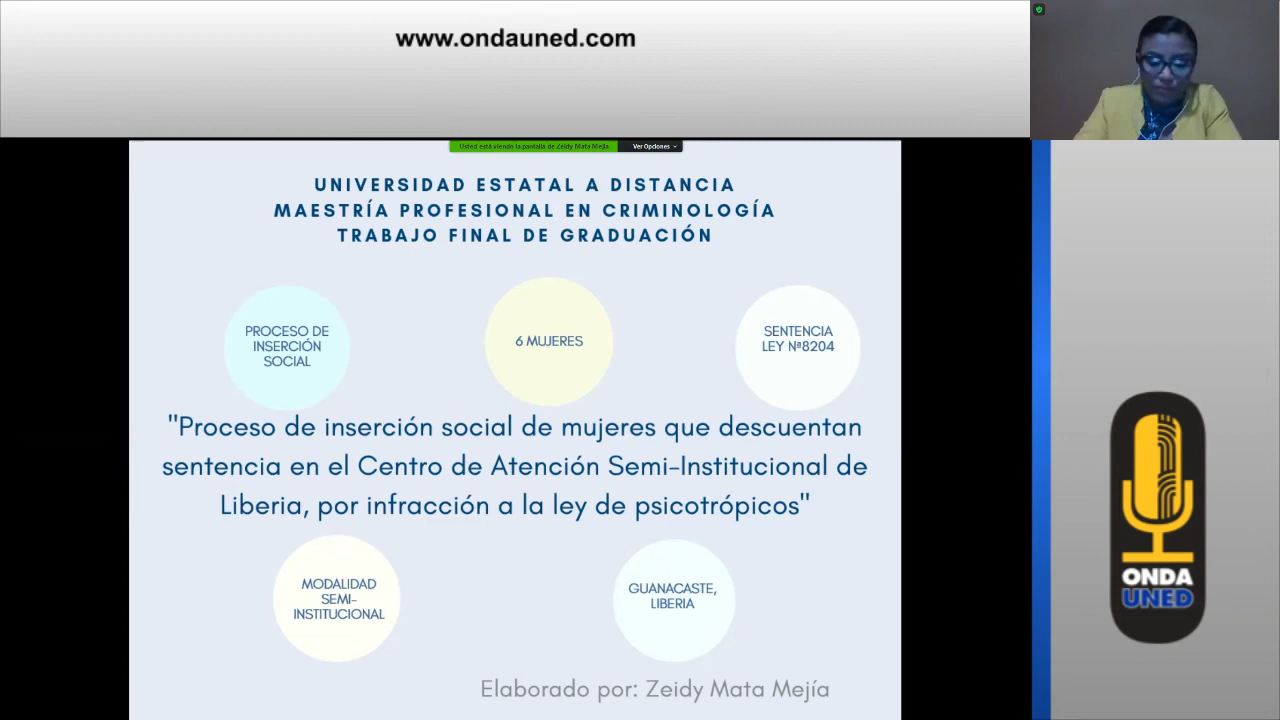 www.ondauned.com
Usted está viendo la pantalla de Zeidy Mata Mejía
Ver Opciones
UNIVERSIDAD ESTATAL A DISTANCIA
MAESTRÍA PROFESIONAL EN CRIMINOLOGÍA
TRABAJO FINAL DE GRADUACIÓN
PROCESO DE
INSERCIÓN
SOCIAL
6 MUJERES
SENTENCIA
LEY Nª8204
"Proceso de inserción social de mujeres que descuentan
sentencia en el Centro de Atención Semi-Institucional de
Liberia, por infracción a la ley de psicotrópicos"
MODALIDAD
SEMI-
INSTITUCIONAL
GUANACASTE,
LIBERIA
Elaborado por: Zeidy Mata Mejía
ONDA
UNED